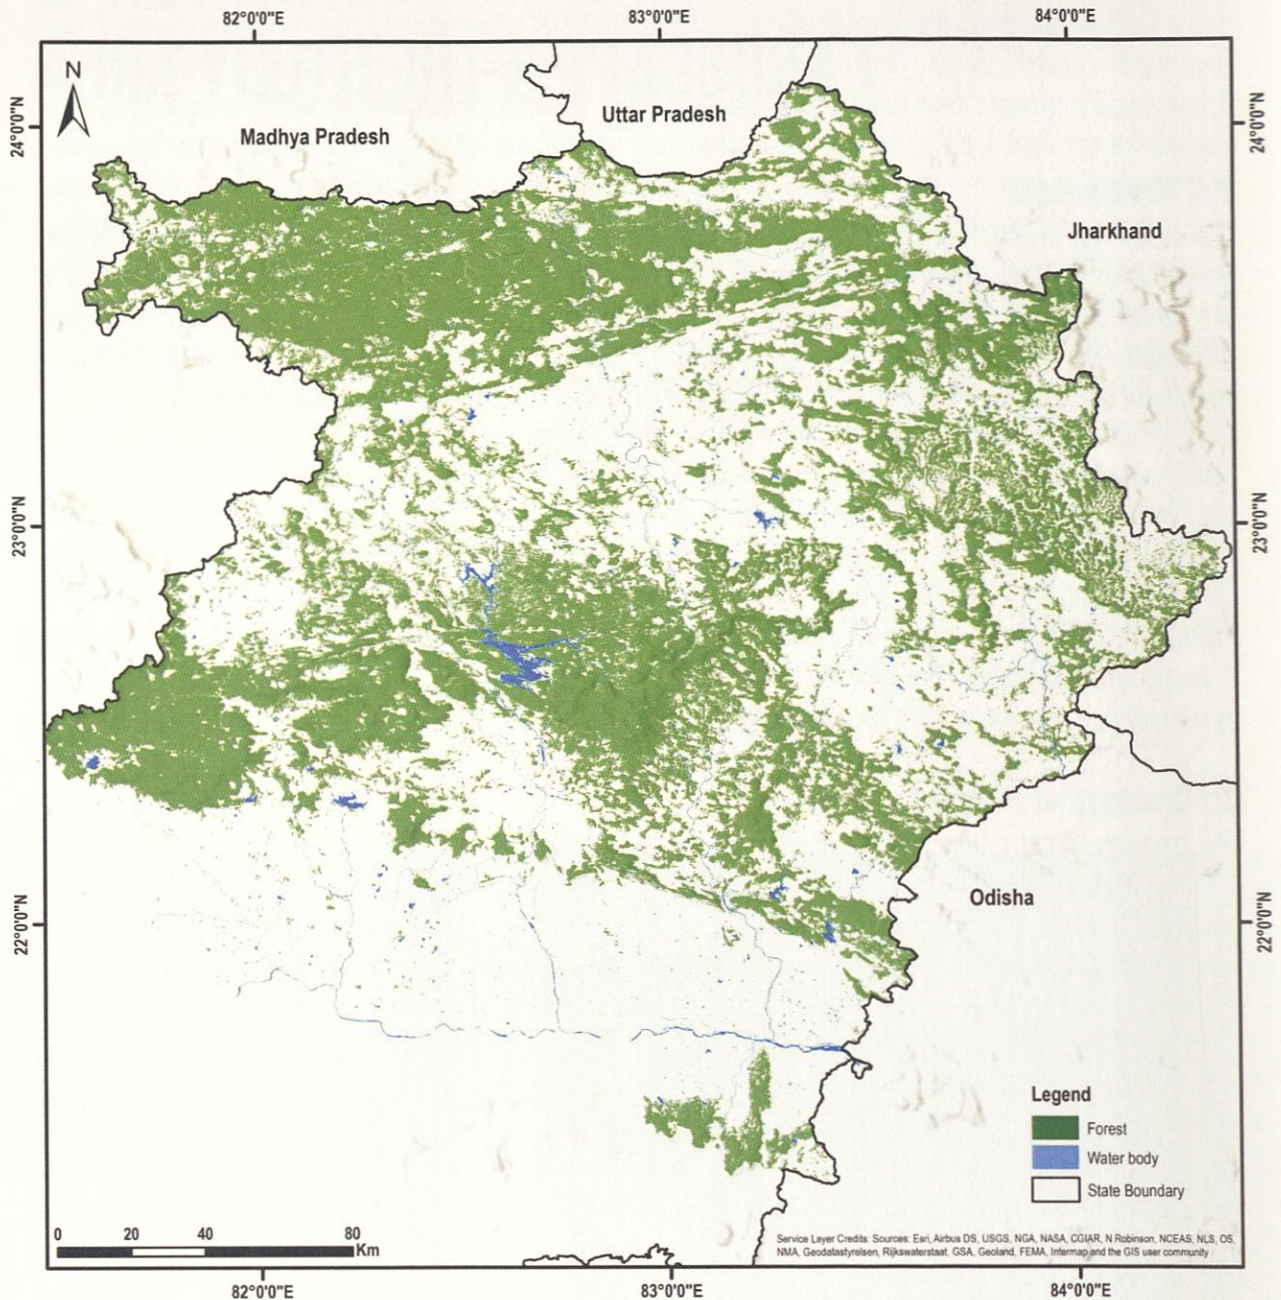 82°0'0"E
83°0'0"E
84°0'0"E
N
24°0'0"N
24°0'0"N
Madhya Pradesh
Uttar Pradesh
Jharkhand
23°0'0"N
23°0'0"N
22°0'0"N
22°0'0"N
Odisha
Legend
Forest
Water body
State Boundary
0 20 40 80
Km
Service Layer Credits: Sources: Esri, Airbus DS, USGS, NGA, NASA, CGIAR, N Robinson, NCEAS, NLS, OS,
NMA, Geodatastyrelsen, Rijkswaterstaat, GSA, Geoland, FEMA, Intermap and the GIS user community
82°0'0"E
83°0'0"E
84°0'0"E